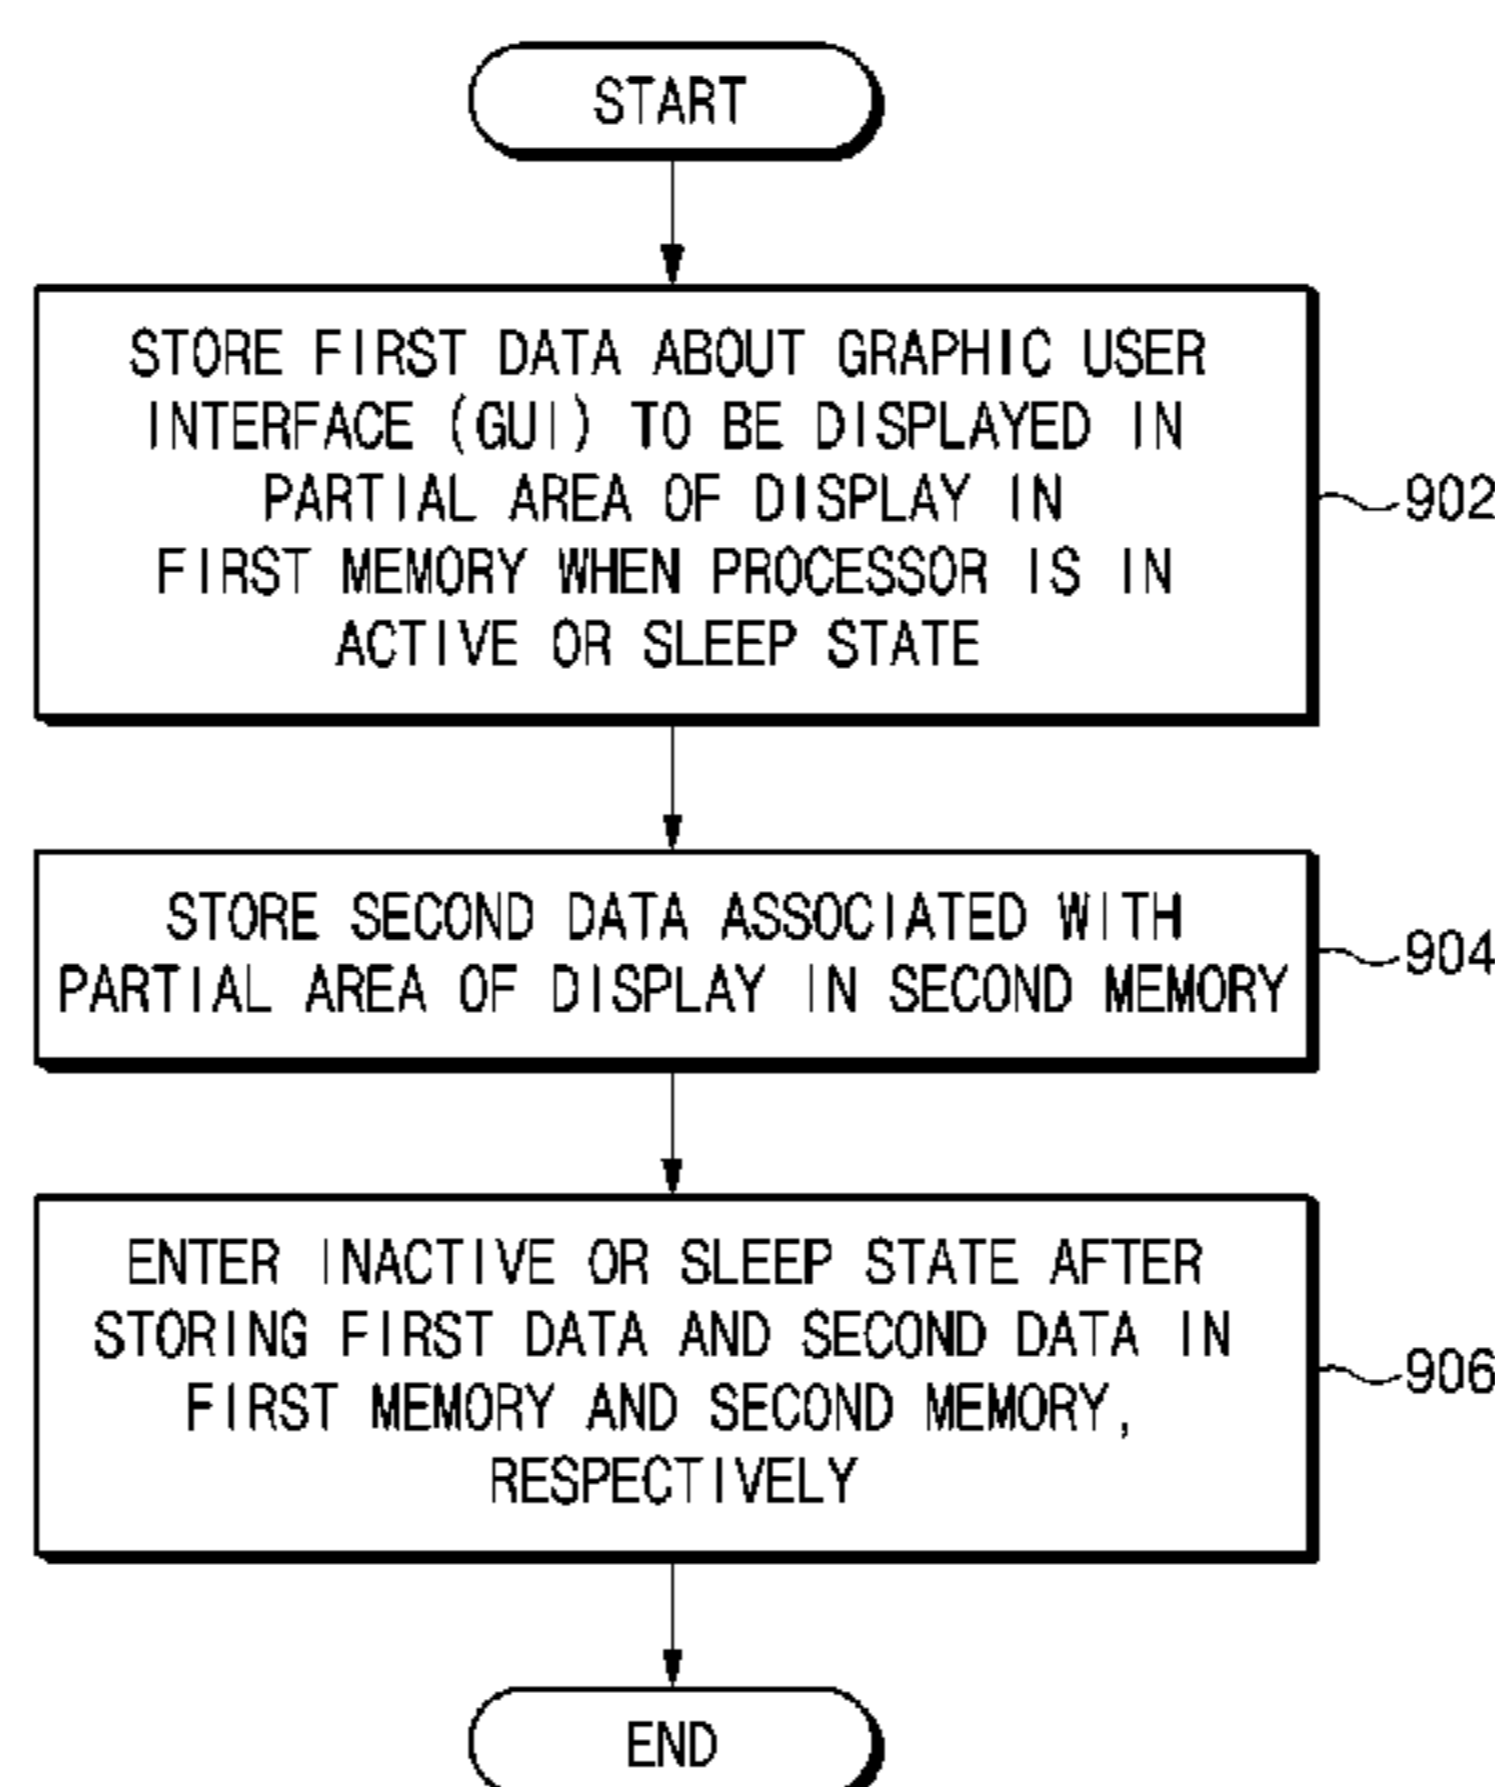 START
STORE FIRST DATA ABOUT GRAPHIC USER
INTERFACE (GUI) TO BE DISPLAYED IN
PARTIAL AREA OF DISPLAY IN
FIRST MEMORY WHEN PROCESSOR IS IN
ACTIVE OR SLEEP STATE
902
STORE SECOND DATA ASSOCIATED WITH
PARTIAL AREA OF DISPLAY IN SECOND MEMORY
904
ENTER INACTIVE OR SLEEP STATE AFTER
STORING FIRST DATA AND SECOND DATA IN
FIRST MEMORY AND SECOND MEMORY,
RESPECTIVELY
906
END